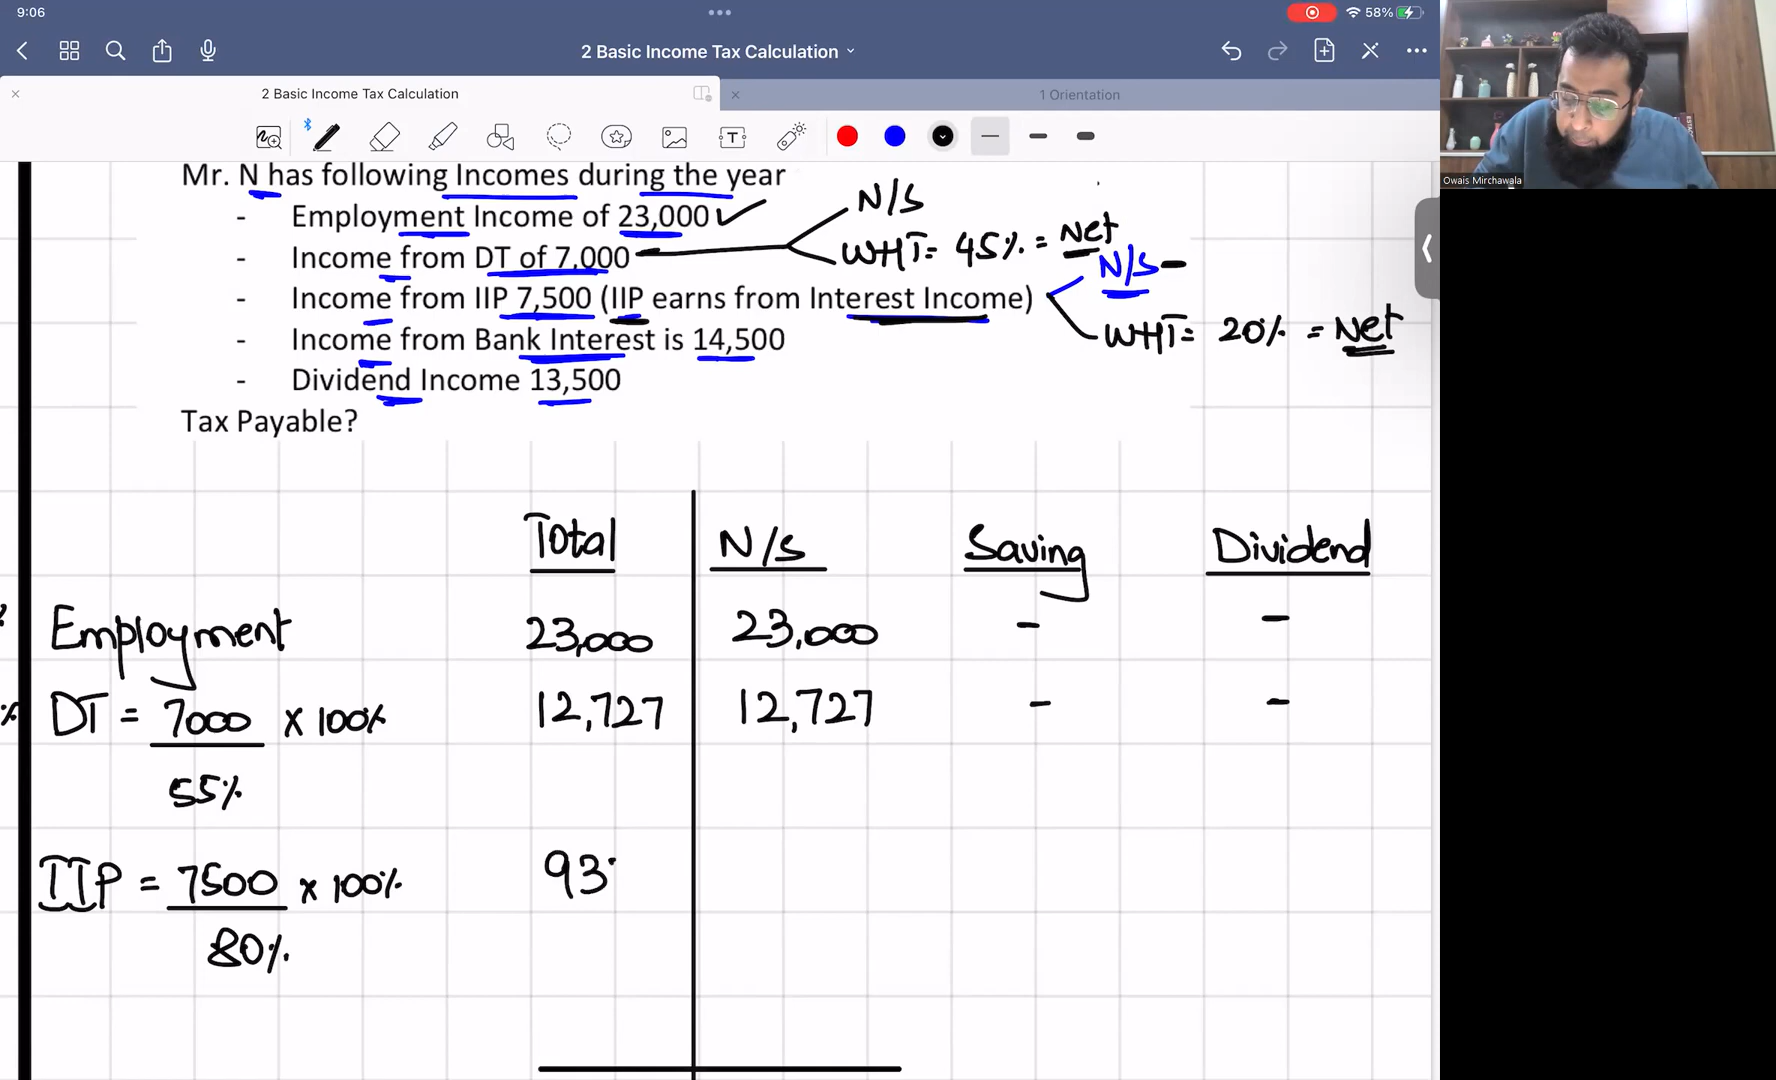 9:06
58%
2 Basic Income Tax Calculation
2 Basic Income Tax Calculation
1 Orientation
Owais Mirchawala
Mr. N has following Incomes during the year
- Employment Income of 23,000
N/S
- Income from DT of 7,000
WHT = 45% = Net
N/S
- Income from IIP 7,500 (IIP earns from Interest Income)
WHT = 20% = Net
- Income from Bank Interest is 14,500
- Dividend Income 13,500
Tax Payable?
Total N/S Saving Dividend
Employment 23,000 23,000 - -
% DT = 7000 x 100% 12,727 12,727 - -
55%
IIP = 7500 x 100% 93
80%